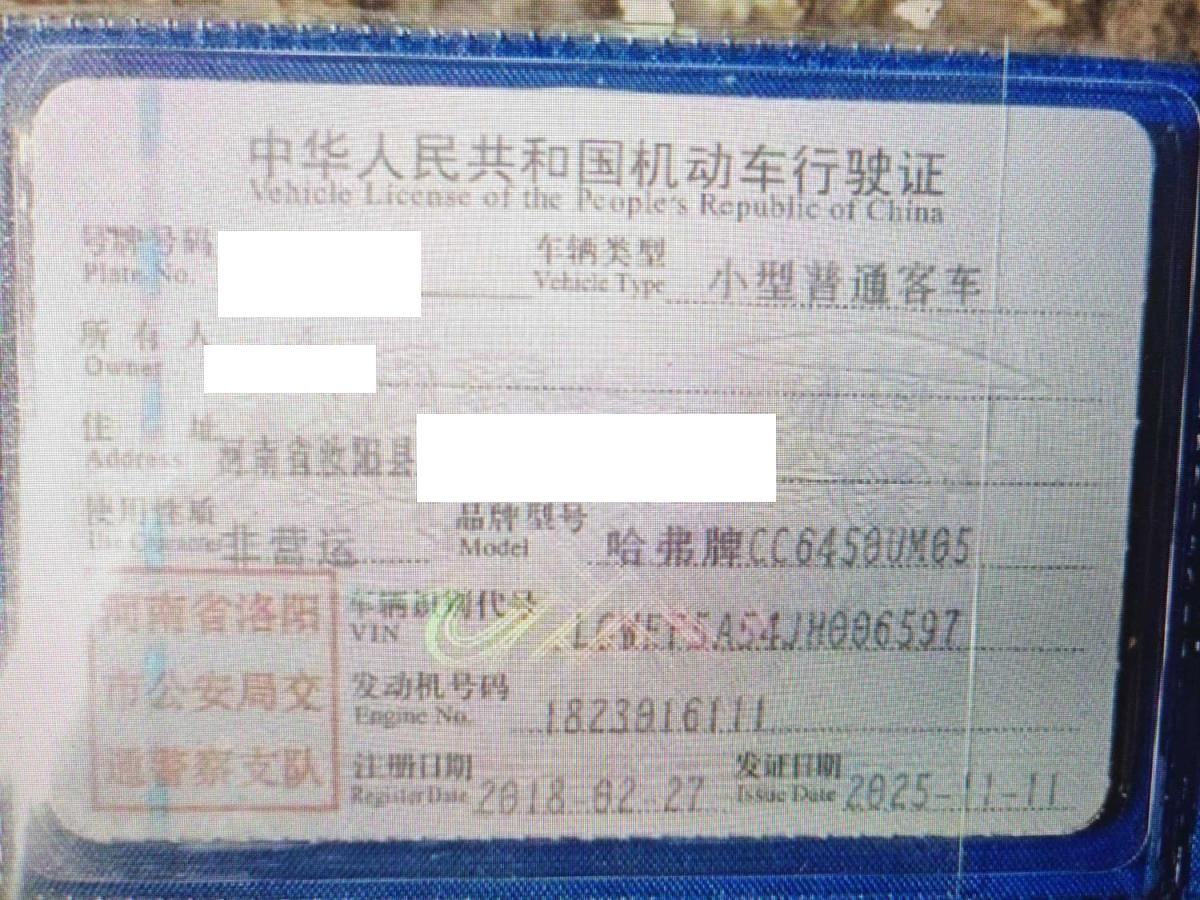 中华人民共和国机动车行驶证
Vehicle License of the People's Republic of China
号牌号码 车辆类型 小型普通客车
Plate No. Vehicle Type
所有人
Owner
住址 河南省汝阳县
Address
使用性质 非营运 品牌型号 哈弗牌CC6450UM05
Use Character Model
河南省洛阳
市公安局交
通警察支队
车辆识别代号
VIN
发动机号码 1823016111
Engine No.
注册日期 2018-02-27 发证日期 2025-11-11
Register Date Issue Date